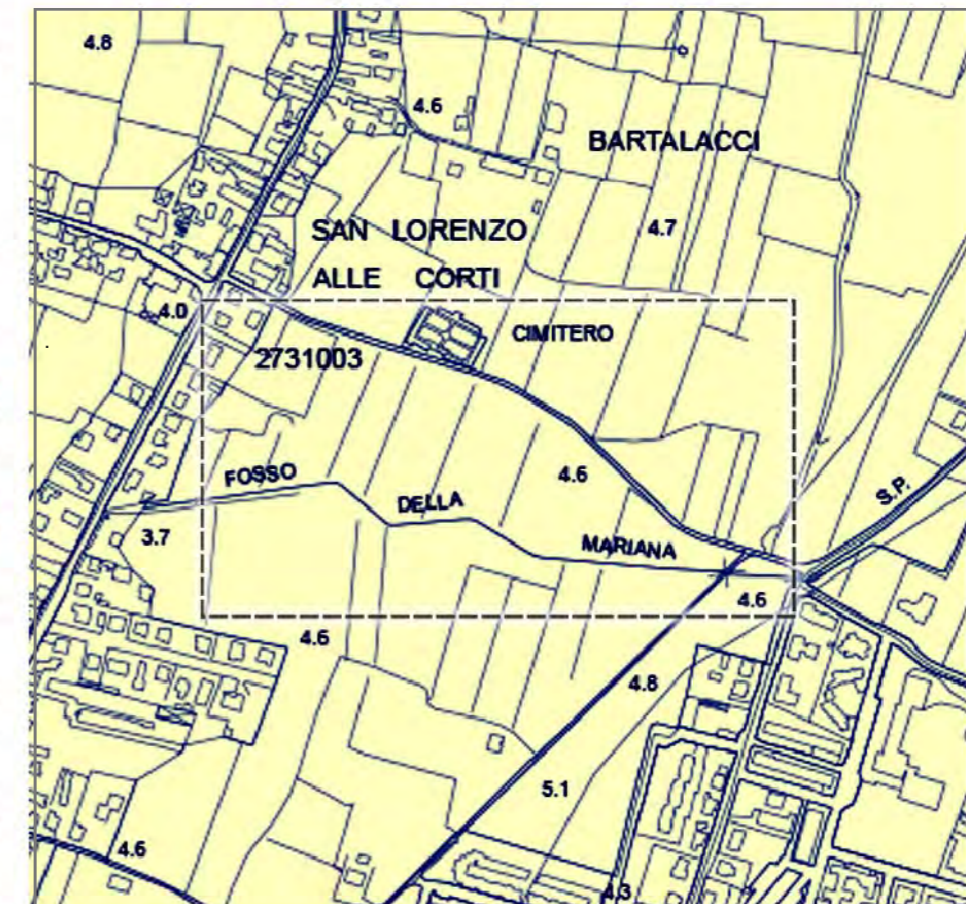 4.8
4.6
BARTALACCI
SAN LORENZO
4.7
ALLE CORTI
4.0
CIMITERO
2731003
FOSSO
4.6
DELLA
S.P.
3.7
MARIANA
4.6
4.6
4.8
5.1
4.6
4.3